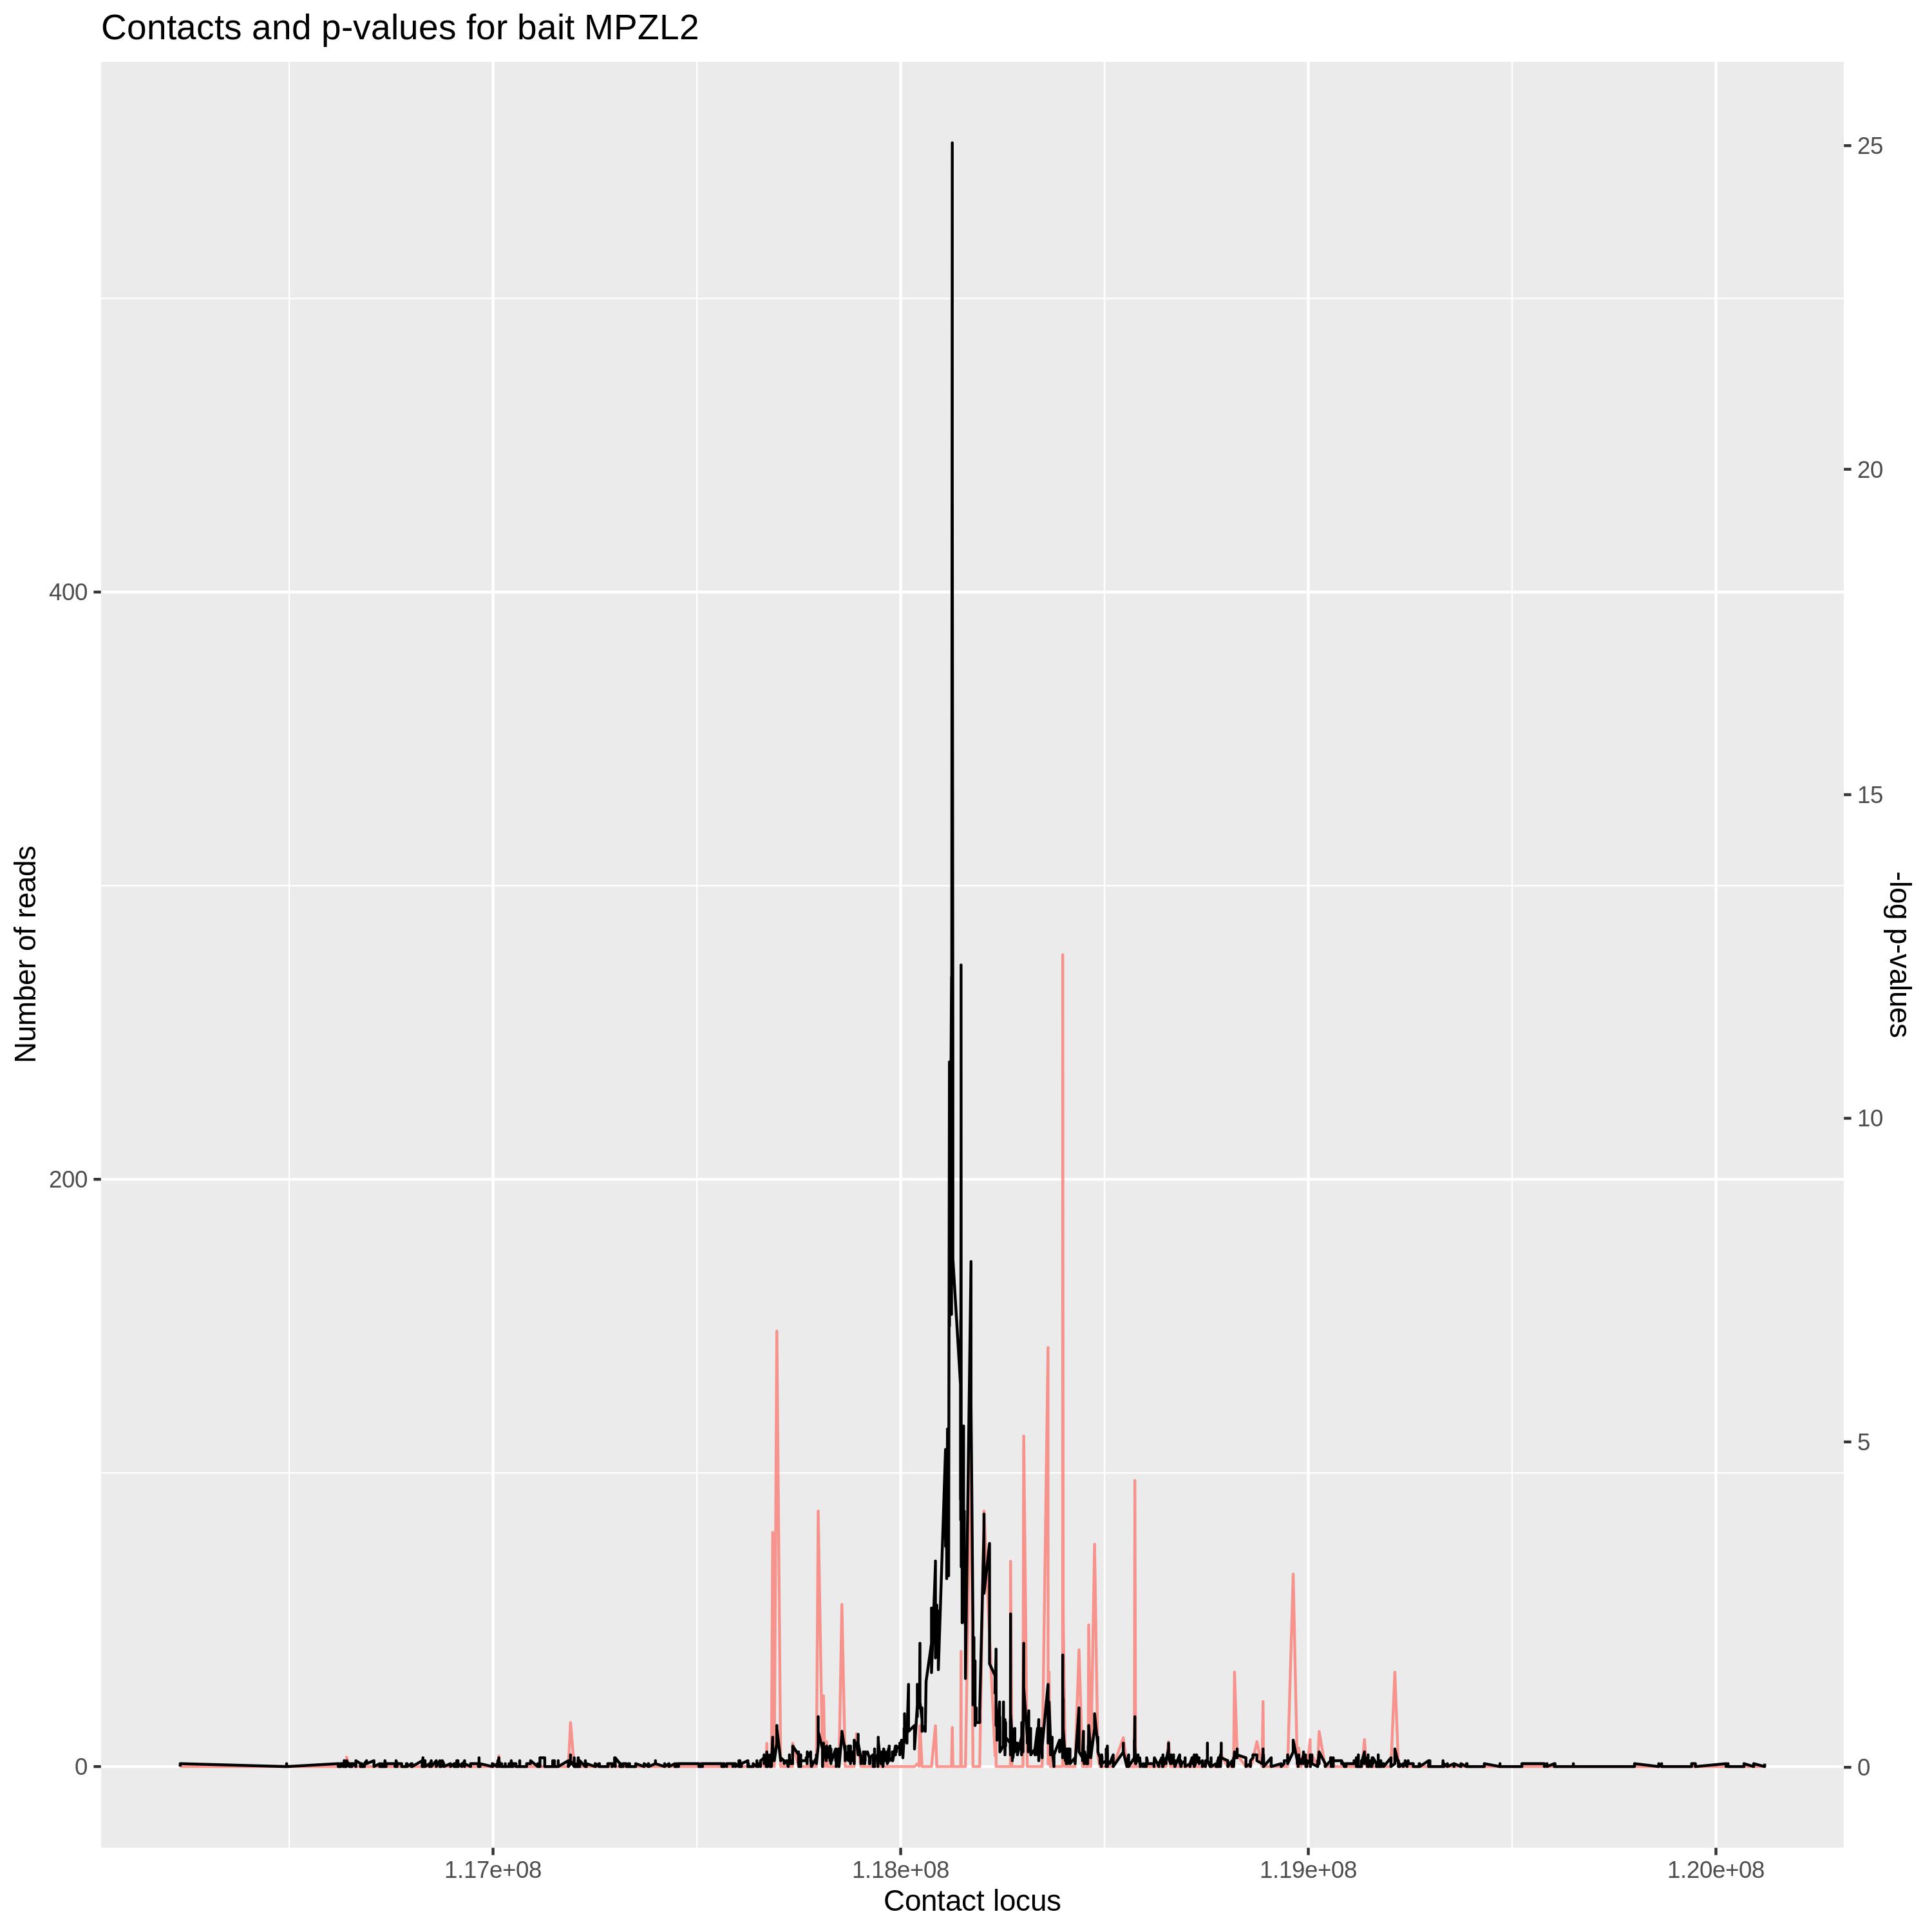 Contacts and p-values for bait MPZL2
Number of reads
400
200
0
25
20
15
10
5
0
-log p-values
1.17e+08
1.18e+08
1.19e+08
1.20e+08
Contact locus